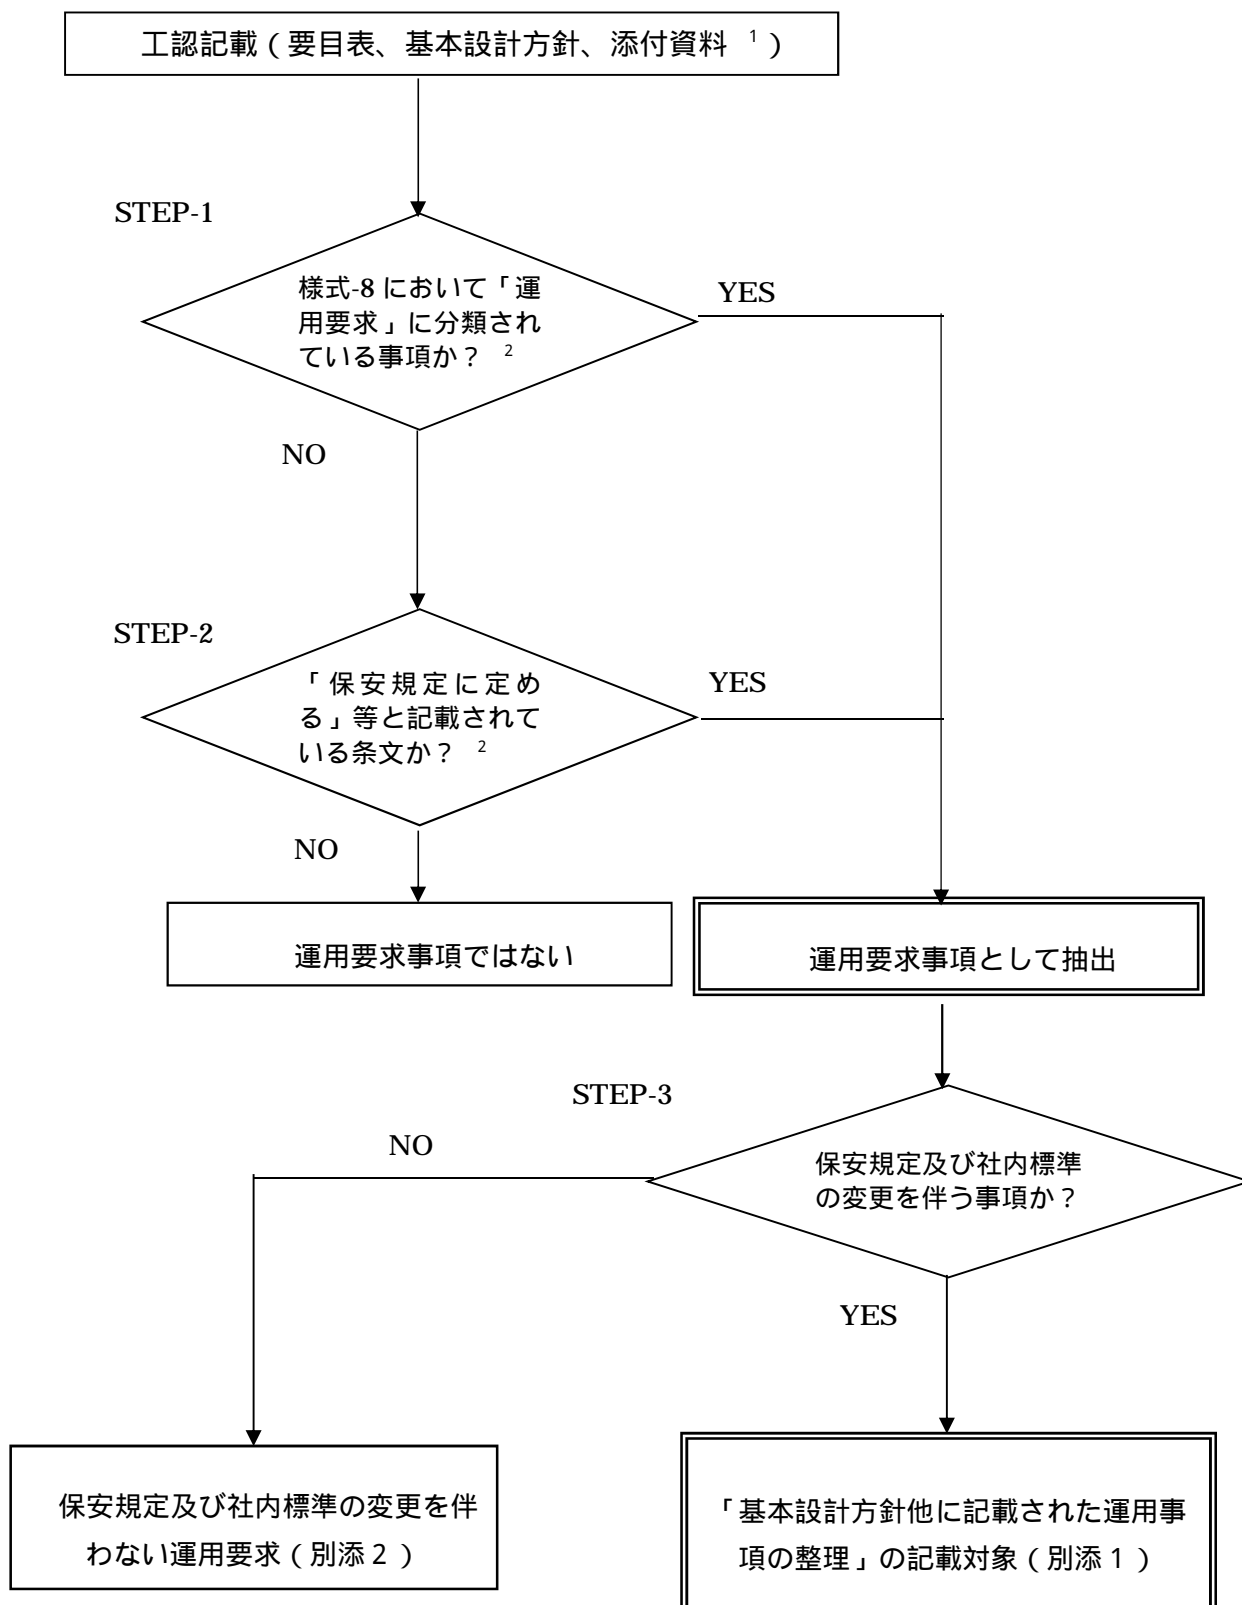 工認記載（要目表、基本設計方針、添付資料 1）
STEP-1
様式-8 において「運
用要求」に分類され
ている事項か？ 2
YES
NO
STEP-2
「保安規定に定め
る」等と記載されて
いる条文か？ 2
YES
NO
運用要求事項ではない
運用要求事項として抽出
STEP-3
NO
保安規定及び社内標準
の変更を伴う事項か？
YES
保安規定及び社内標準の変更を伴
わない運用要求（別添２）
「基本設計方針他に記載された運用事
項の整理」の記載対象（別添１）